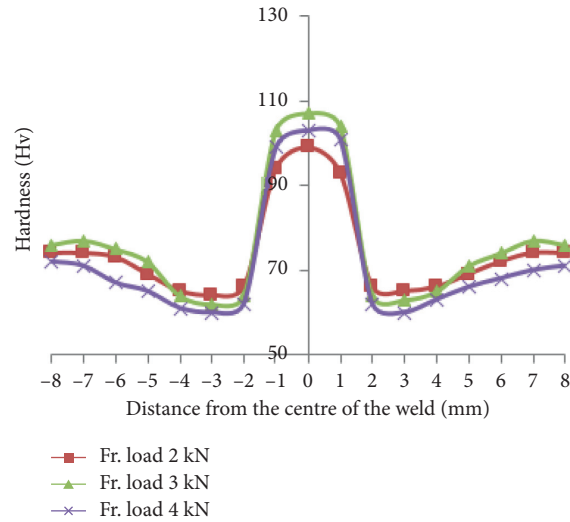 130
110
90
70
50
Hardness (Hv)
–8 –7 –6 –5 –4 –3 –2 –1 0 1 2 3 4 5 6 7 8
Distance from the centre of the weld (mm)
Fr. load 2 kN
Fr. load 3 kN
Fr. load 4 kN